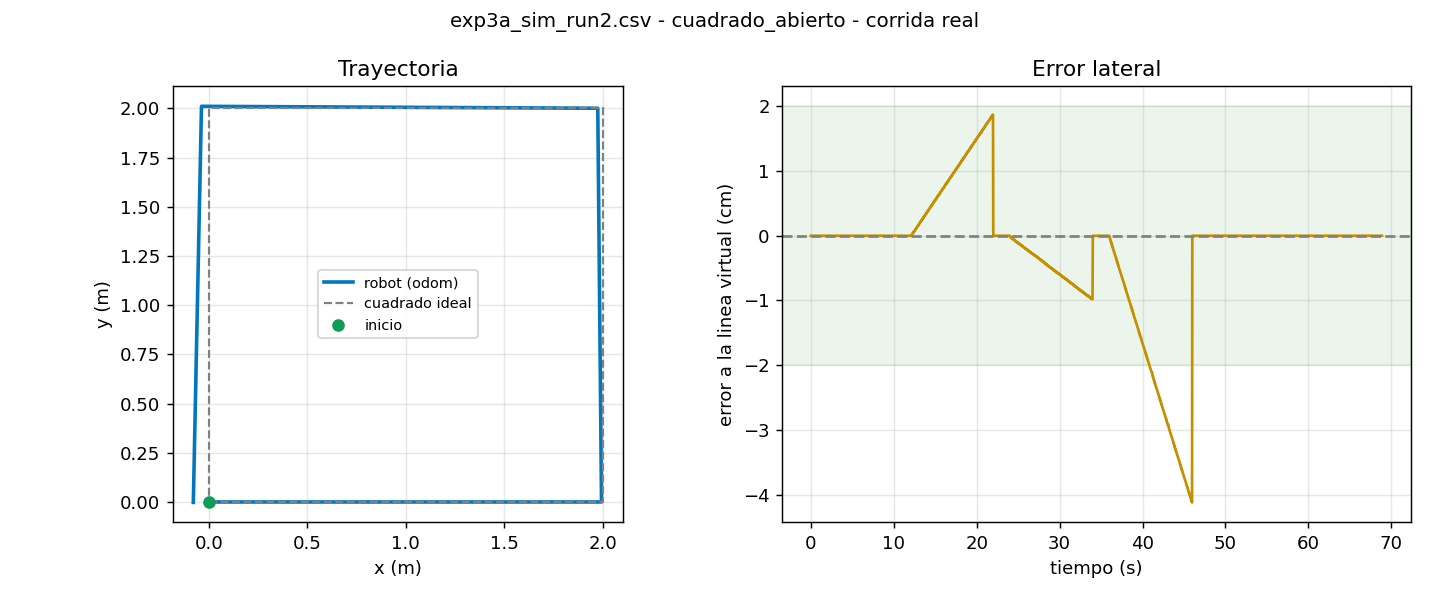 exp3a_sim_run2.csv - cuadrado_abierto - corrida real
Trayectoria
2.00
1.75
1.50
1.25
1.00
0.75
0.50
0.25
0.00
y (m)
robot (odom)
cuadrado ideal
inicio
0.0
0.5
1.0
1.5
2.0
x (m)
Error lateral
2
1
0
−1
−2
−3
−4
error a la linea virtual (cm)
0
10
20
30
40
50
60
70
tiempo (s)